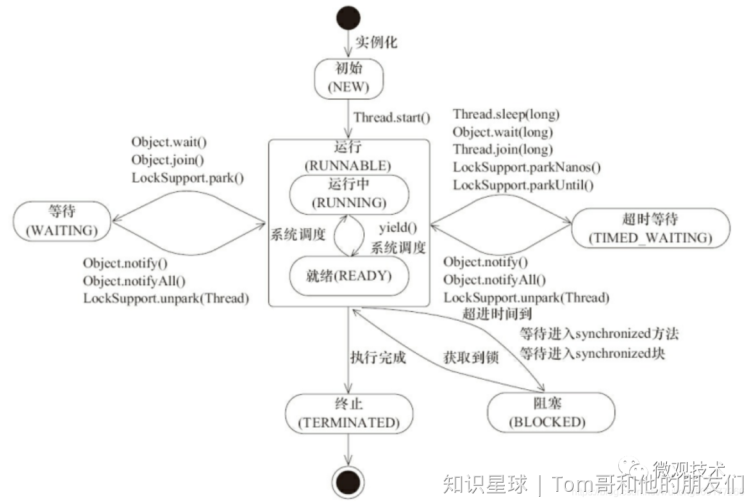 实例化
初始
(NEW)
Thread.start()
Object.wait()
Object.join()
LockSupport.park()
运行
(RUNNABLE)
运行中
(RUNNING)
系统调度
yield()
系统调度
就绪(READY)
Thread.sleep(long)
Object.wait(long)
Thread.join(long)
LockSupport.parkNanos()
LockSupport.parkUntil()
等待
(WAITING)
超时等待
(TIMED_WAITING)
Object.notify()
Object.notifyAll()
LockSupport.unpark(Thread)
Object.notify()
Object.notifyAll()
LockSupport.unpark(Thread)
超进时间到
等待进入synchronized方法
等待进入synchronized块
执行完成
获取到锁
终止
(TERMINATED)
阻塞
(BLOCKED)
微观技术
知识星球｜Tom哥和他的朋友们